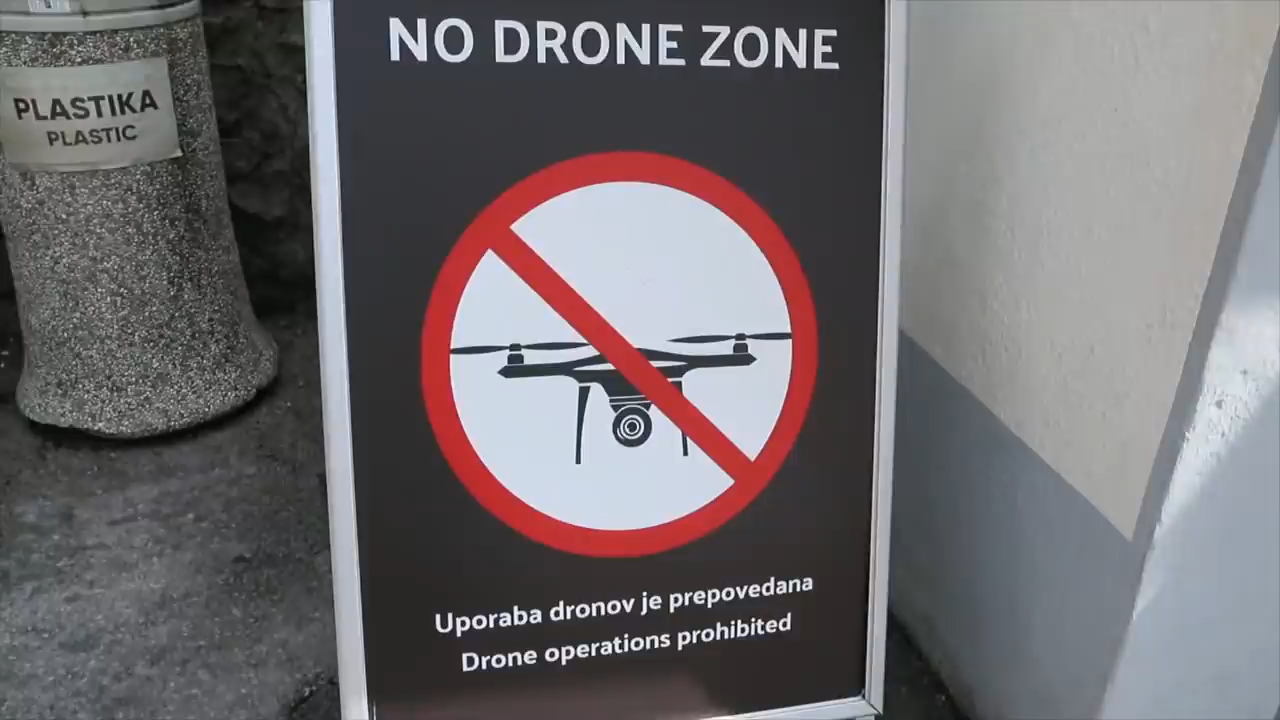 NO DRONE ZONE
PLASTIKA
PLASTIC
Uporaba dronov je prepovedana
Drone operations prohibited